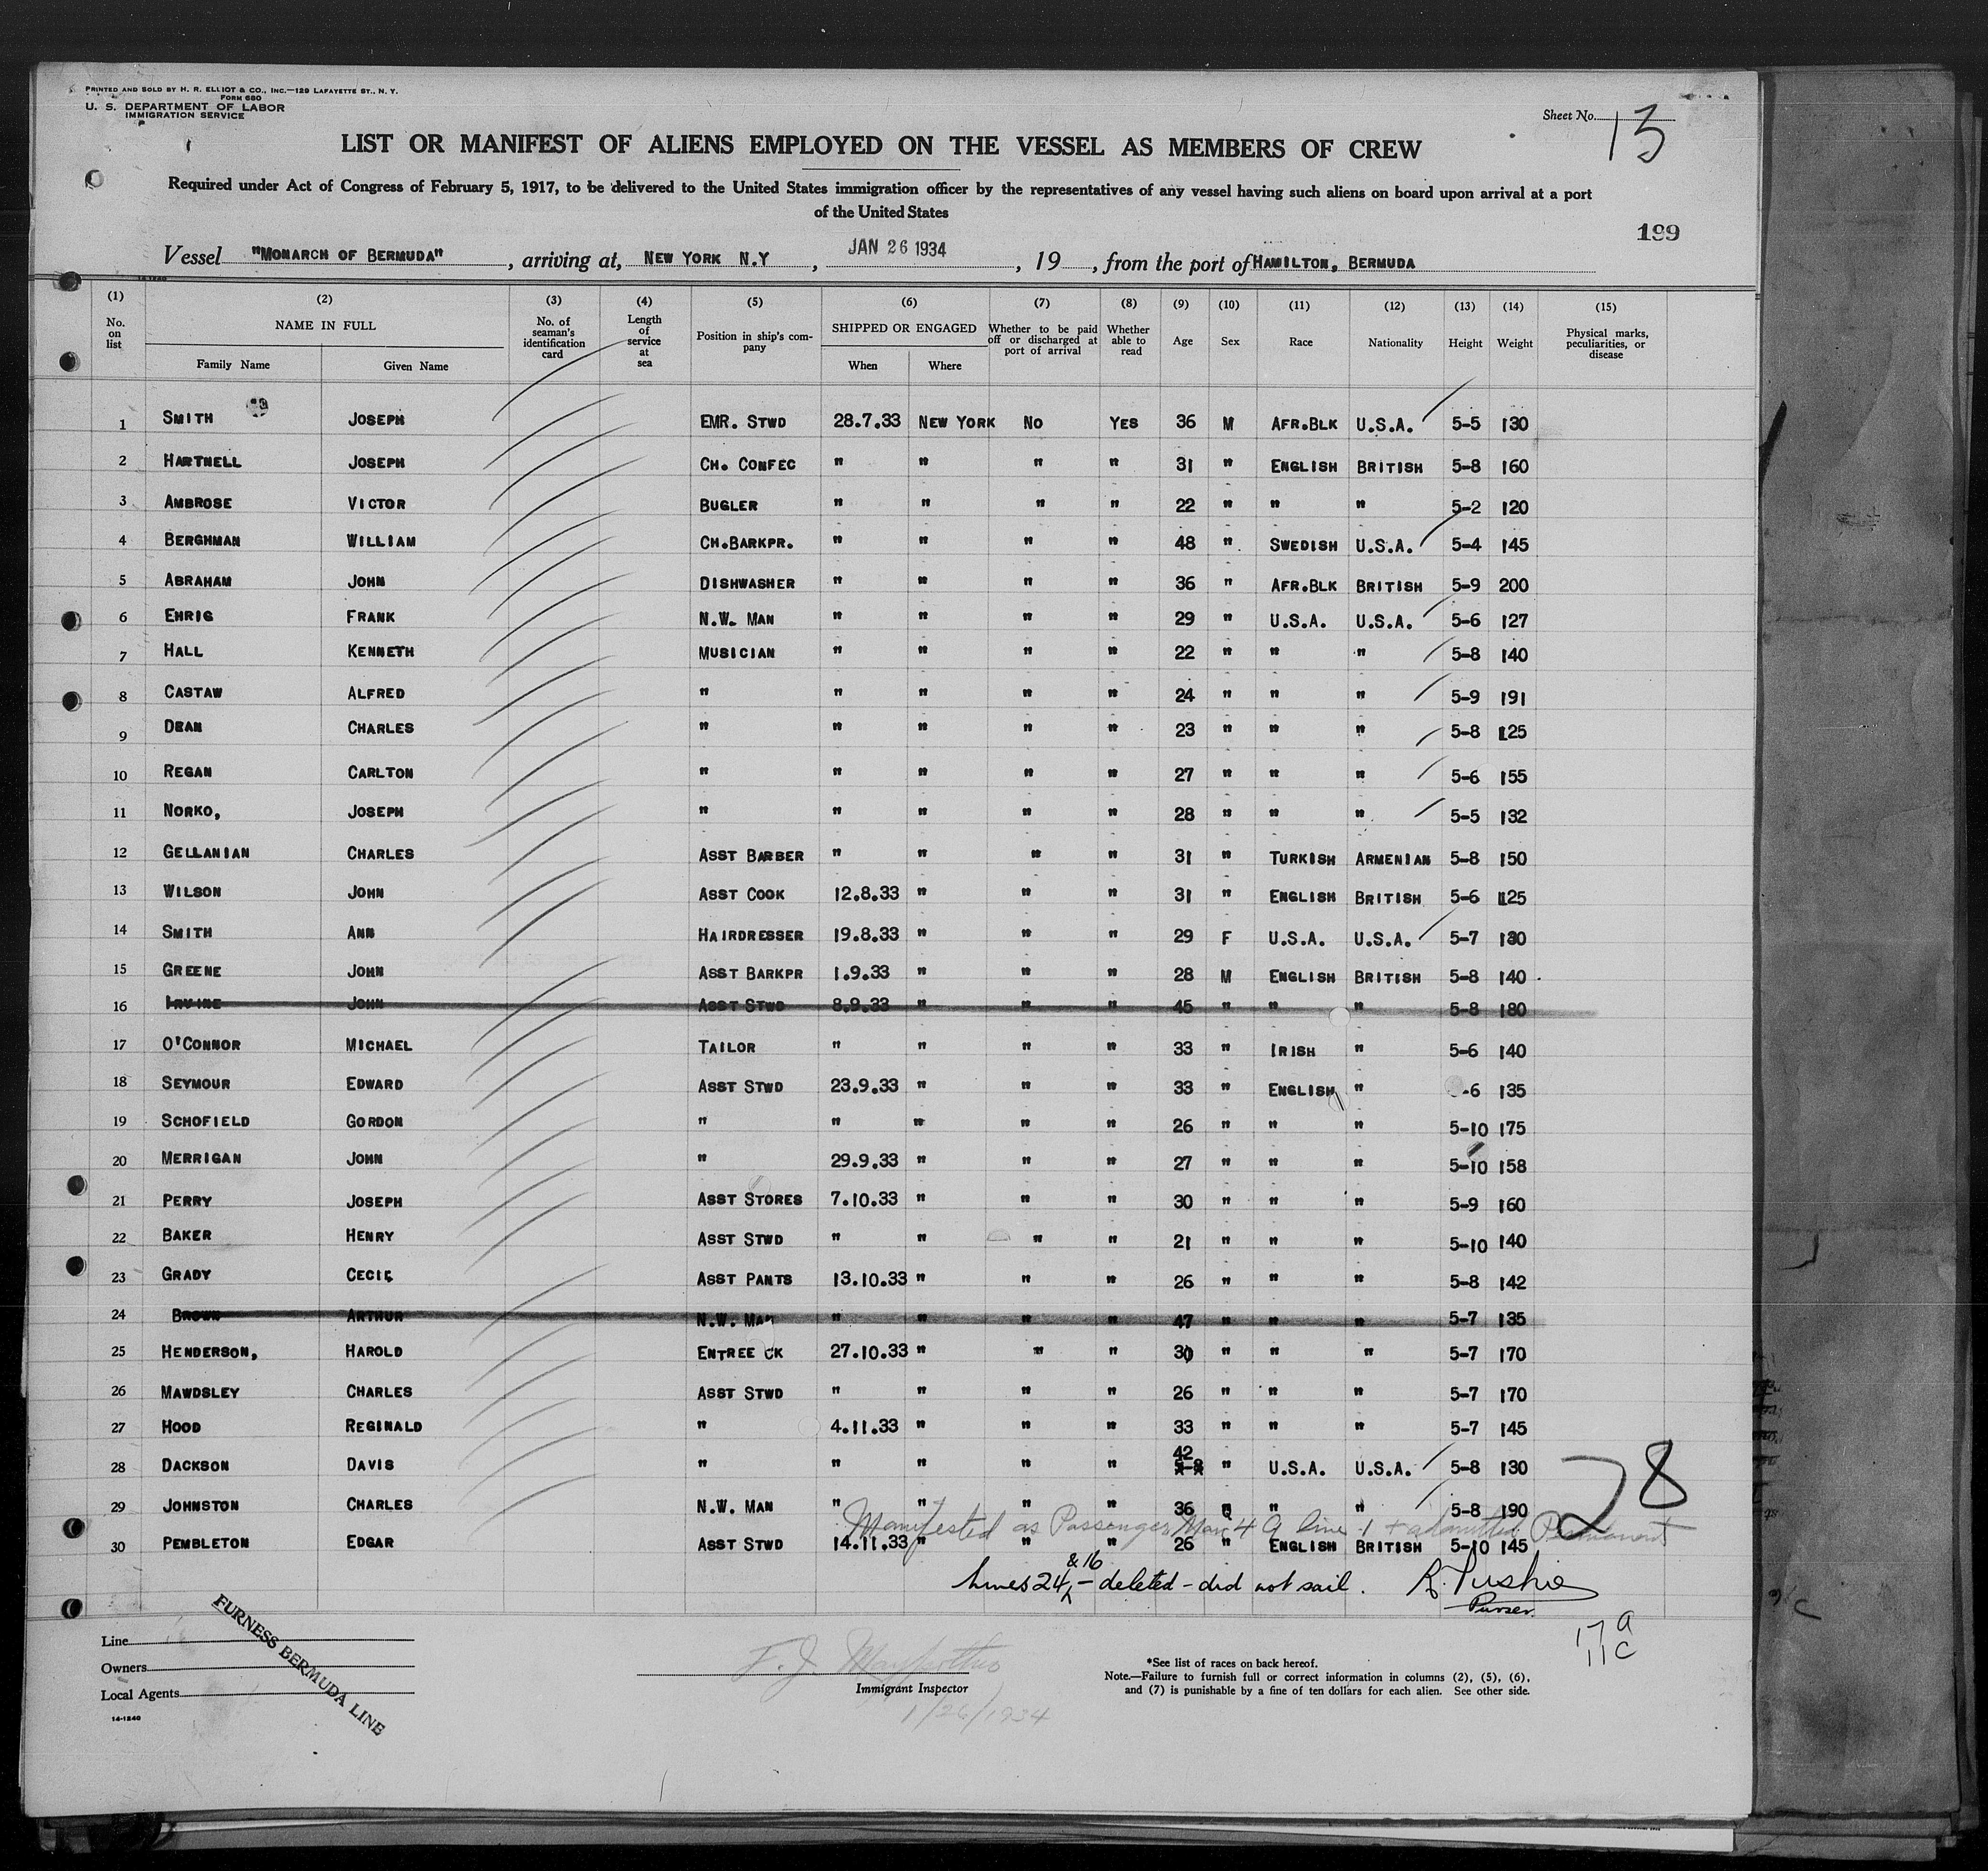 PRINTED AND SOLD BY H. R. ELLIOT & CO., INC.—129 LAFAYETTE ST., N. Y.
FORM 680
U. S. DEPARTMENT OF LABOR
IMMIGRATION SERVICE
Sheet No. 13
LIST OR MANIFEST OF ALIENS EMPLOYED ON THE VESSEL AS MEMBERS OF CREW
Required under Act of Congress of February 5, 1917, to be delivered to the United States immigration officer by the representatives of any vessel having such aliens on board upon arrival at a port
of the United States
199
Vessel "MONARCH OF BERMUDA", arriving at, NEW YORK N.Y, JAN 26 1934, 19, from the port of HAMILTON, BERMUDA
(1) No. on list (2) NAME IN FULL Family Name Given Name (3) No. of seaman's identification card (4) Length of service at sea (5) Position in ship's company (6) SHIPPED OR ENGAGED When Where (7) Whether to be paid off or discharged at port of arrival (8) Whether able to read (9) Age (10) Sex (11) Race (12) Nationality (13) Height (14) Weight (15) Physical marks, peculiarities, or disease
1 SMITH JOSEPH EMR. STWD 28.7.33 NEW YORK NO YES 36 M AFR.BLK U.S.A. 5-5 130
2 HARTNELL JOSEPH CH. CONFEC " " " " 31 " ENGLISH BRITISH 5-8 160
3 AMBROSE VICTOR BUGLER " " " " 22 " " " 5-2 120
4 BERGHMAN WILLIAM CH.BARKPR. " " " " 48 " SWEDISH U.S.A. 5-4 145
5 ABRAHAM JOHN DISHWASHER " " " " 36 " AFR.BLK BRITISH 5-9 200
6 EHRIG FRANK N.W. MAN " " " " 29 " U.S.A. U.S.A. 5-6 127
7 HALL KENNETH MUSICIAN " " " " 22 " " " 5-8 140
8 CASTAW ALFRED " " " " " 24 " " " 5-9 191
9 DEAN CHARLES " " " " " 23 " " " 5-8 125
10 REGAN CARLTON " " " " " 27 " " " 5-6 155
11 NORKO, JOSEPH " " " " " 28 " " " 5-5 132
12 GELLANIAN CHARLES ASST BARBER " " " " 31 " TURKISH ARMENIAN 5-8 150
13 WILSON JOHN ASST COOK 12.8.33 " " " 31 " ENGLISH BRITISH 5-6 125
14 SMITH ANN HAIRDRESSER 19.8.33 " " " 29 F U.S.A. U.S.A. 5-7 130
15 GREENE JOHN ASST BARKPR 1.9.33 " " " 28 M ENGLISH BRITISH 5-8 140
16 IRVINE JOHN ASST STWD 8.9.33 " " " 45 " " " 5-8 180
17 O'CONNOR MICHAEL TAILOR " " " " 33 " IRISH " 5-6 140
18 SEYMOUR EDWARD ASST STWD 23.9.33 " " " 33 " ENGLISH " -6 135
19 SCHOFIELD GORDON " " " " " 26 " " " 5-10 175
20 MERRIGAN JOHN " 29.9.33 " " " 27 " " " 5-10 158
21 PERRY JOSEPH ASST STORES 7.10.33 " " " 30 " " " 5-9 160
22 BAKER HENRY ASST STWD " " " " 21 " " " 5-10 140
23 GRADY CECIL ASST PANTS 13.10.33 " " " 26 " " " 5-8 142
24 BROWN ARTHUR N.W. MAN " " " " 47 " " " 5-7 135
25 HENDERSON, HAROLD ENTREE CK 27.10.33 " " " 30 " " " 5-7 170
26 MAWDSLEY CHARLES ASST STWD " " " " 26 " " " 5-7 170
27 HOOD REGINALD " 4.11.33 " " " 33 " " " 5-7 145
28 DACKSON DAVIS " " " " " 42 " U.S.A. U.S.A. 5-8 130
28
29 JOHNSTON CHARLES N.W. MAN " " " " 36 " " " 5-8 190
Manifested as Passenger Man. 4 9 line 1 + admitted Permanent
30 PEMBLETON EDGAR ASST STWD 14.11.33 " " " 26 " ENGLISH BRITISH 5-10 145
Lines 24 & 16 - deleted - did not sail.
Purser
17 a
11 c
Line
Owners
Local Agents
FURNESS BERMUDA LINE
14-1240
F. J.
Immigrant Inspector
1/26/1934
*See list of races on back hereof.
Note.—Failure to furnish full or correct information in columns (2), (5), (6),
and (7) is punishable by a fine of ten dollars for each alien. See other side.